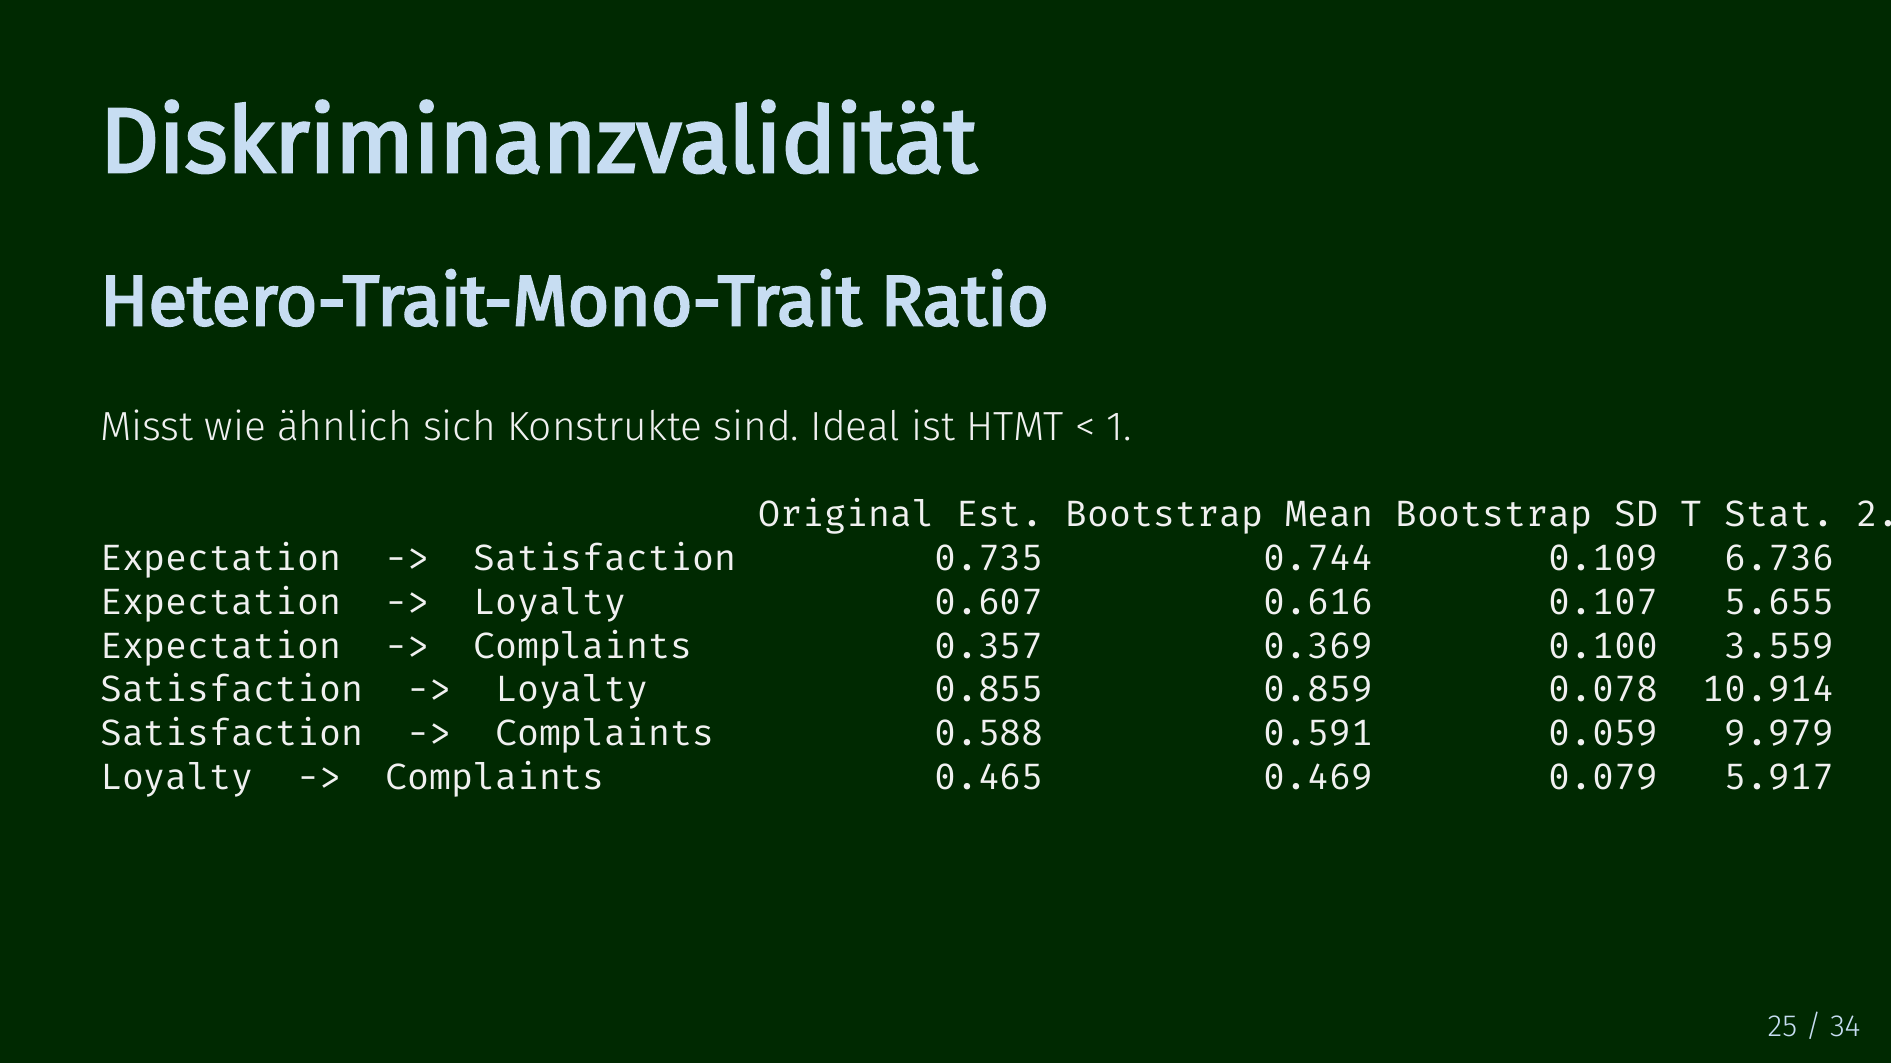 Diskriminanzvalidität
Hetero-Trait-Mono-Trait Ratio
Misst wie ähnlich sich Konstrukte sind. Ideal ist HTMT < 1.
Original Est. Bootstrap Mean Bootstrap SD T Stat. 2.
Expectation -> Satisfaction 0.735 0.744 0.109 6.736
Expectation -> Loyalty 0.607 0.616 0.107 5.655
Expectation -> Complaints 0.357 0.369 0.100 3.559
Satisfaction -> Loyalty 0.855 0.859 0.078 10.914
Satisfaction -> Complaints 0.588 0.591 0.059 9.979
Loyalty -> Complaints 0.465 0.469 0.079 5.917
25 / 34